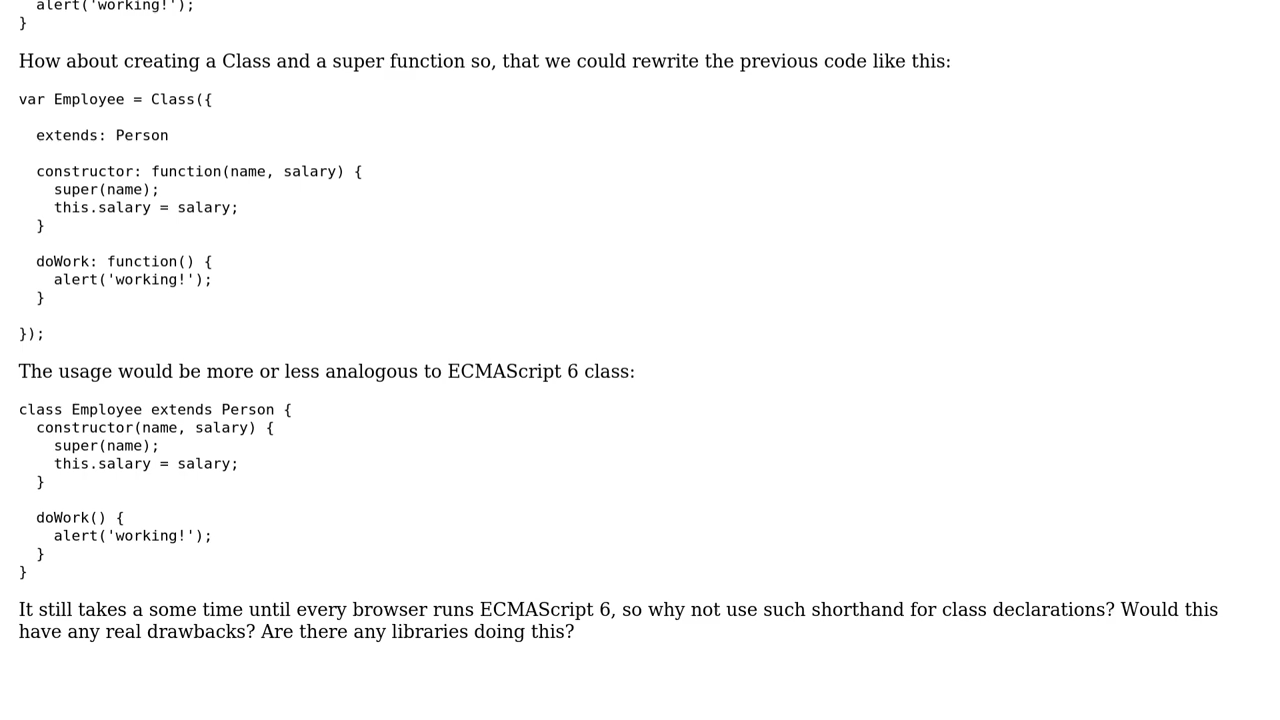 alert('working!');
}
How about creating a Class and a super function so, that we could rewrite the previous code like this:
var Employee = Class({
extends: Person
constructor: function(name, salary) {
super(name);
this.salary = salary;
}
doWork: function() {
alert('working!');
}
});
The usage would be more or less analogous to ECMAScript 6 class:
class Employee extends Person {
constructor(name, salary) {
super(name);
this.salary = salary;
}
doWork() {
alert('working!');
}
}
It still takes a some time until every browser runs ECMAScript 6, so why not use such shorthand for class declarations? Would this
have any real drawbacks? Are there any libraries doing this?